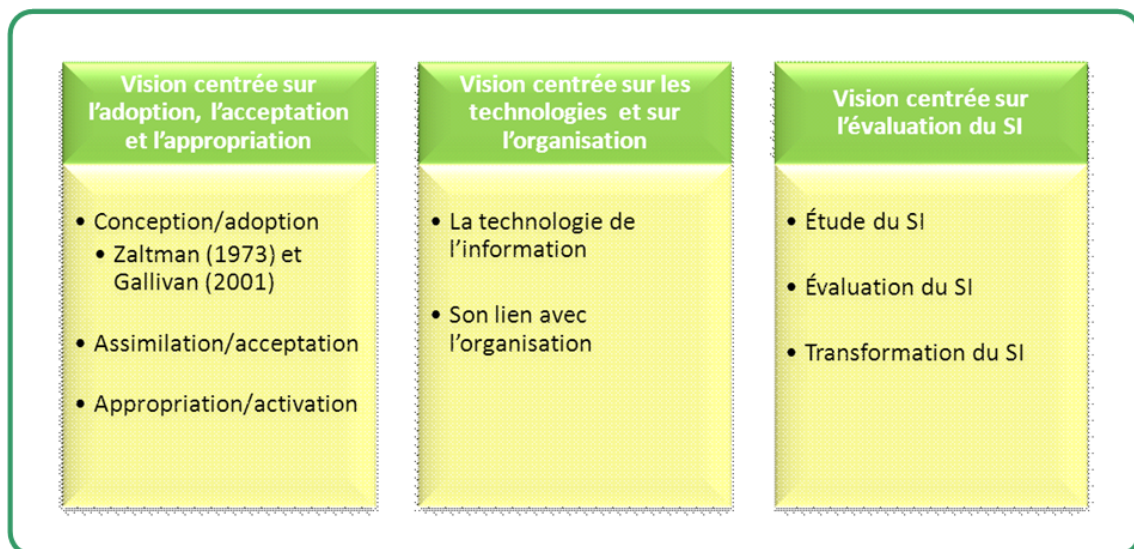 Vision centrée sur
l'adoption, l'acceptation
et l'appropriation
• Conception/adoption
• Zaltman (1973) et
Gallivan (2001)
• Assimilation/acceptation
• Appropriation/activation
Vision centrée sur les
technologies et sur
l'organisation
• La technologie de
l'information
• Son lien avec
l'organisation
Vision centrée sur
l'évaluation du SI
• Étude du SI
• Évaluation du SI
• Transformation du SI